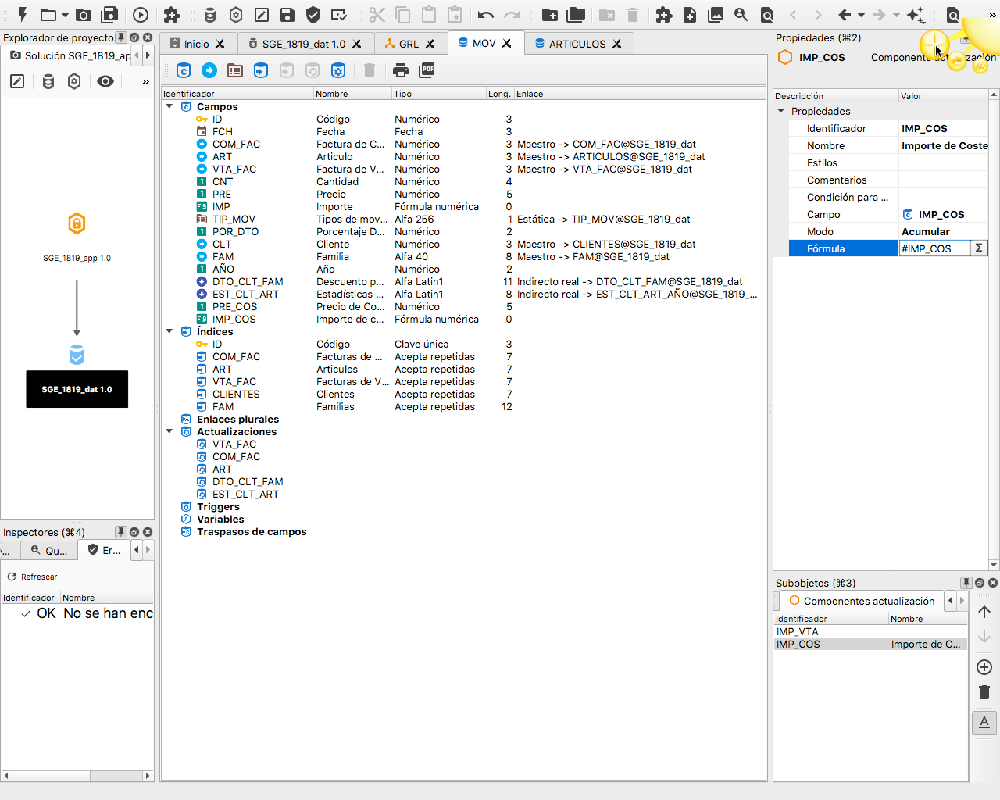 »
Explorador de proyecto
Solución SGE_1819_ap
»
SGE_1819_app 1.0
SGE_1819_dat 1.0
Inspectores (⌘4)
...
Qu...
Er...
Refrescar
Identificador Nombre
OK No se han enc
Inicio
SGE_1819_dat 1.0
GRL
MOV
ARTICULOS
PDF
Identificador Nombre Tipo Long. Enlace
Campos
ID Código Numérico 3
FCH Fecha Fecha 3
COM_FAC Factura de C... Numérico 3 Maestro -> COM_FAC@SGE_1819_dat
ART Articulo Numérico 3 Maestro -> ARTICULOS@SGE_1819_dat
VTA_FAC Factura de V... Numérico 3 Maestro -> VTA_FAC@SGE_1819_dat
CNT Cantidad Numérico 4
PRE Precio Numérico 5
IMP Importe Fórmula numérica 0
TIP_MOV Tipos de mov... Alfa 256 1 Estática -> TIP_MOV@SGE_1819_dat
POR_DTO Porcentaje D... Numérico 2
CLT Cliente Numérico 3 Maestro -> CLIENTES@SGE_1819_dat
FAM Familia Alfa 40 8 Maestro -> FAM@SGE_1819_dat
AÑO Año Numérico 2
DTO_CLT_FAM Descuento p... Alfa Latin1 11 Indirecto real -> DTO_CLT_FAM@SGE_1819_dat
EST_CLT_ART Estadísticas ... Alfa Latin1 8 Indirecto real -> EST_CLT_ART_AÑO@SGE_1819_...
PRE_COS Precio de Co... Numérico 5
IMP_COS Importe de c... Fórmula numérica 0
Índices
ID Código Clave única 3
COM_FAC Facturas de ... Acepta repetidas 7
ART Articulos Acepta repetidas 7
VTA_FAC Facturas de V... Acepta repetidas 7
CLIENTES Clientes Acepta repetidas 7
FAM Familias Acepta repetidas 12
Enlaces plurales
Actualizaciones
VTA_FAC
COM_FAC
ART
DTO_CLT_FAM
EST_CLT_ART
Triggers
Variables
Traspasos de campos
Propiedades (⌘2)
IMP_COS
Descripción Valor
Propiedades
Identificador IMP_COS
Nombre Importe de Coste
Estilos
Comentarios
Condición para ...
Campo IMP_COS
Modo Acumular
Fórmula #IMP_COS Σ
Subobjetos (⌘3)
Componentes actualización
Identificador Nombre
IMP_VTA
IMP_COS Importe de C...
A